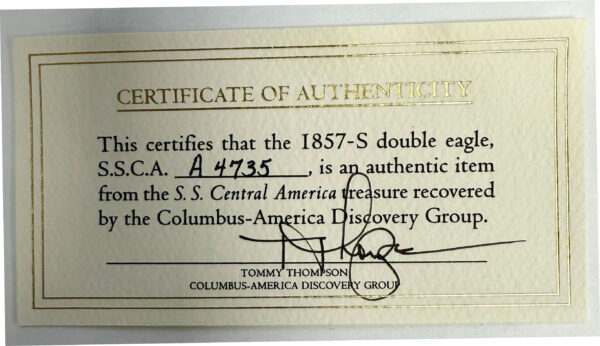 CERTIFICATE OF AUTHENTICITY
This certifies that the 1857-S double eagle,
S.S.C.A. A 4735, is an authentic item
from the S. S. Central America treasure recovered
by the Columbus-America Discovery Group.
TOMMY THOMPSON
COLUMBUS-AMERICA DISCOVERY GROUP